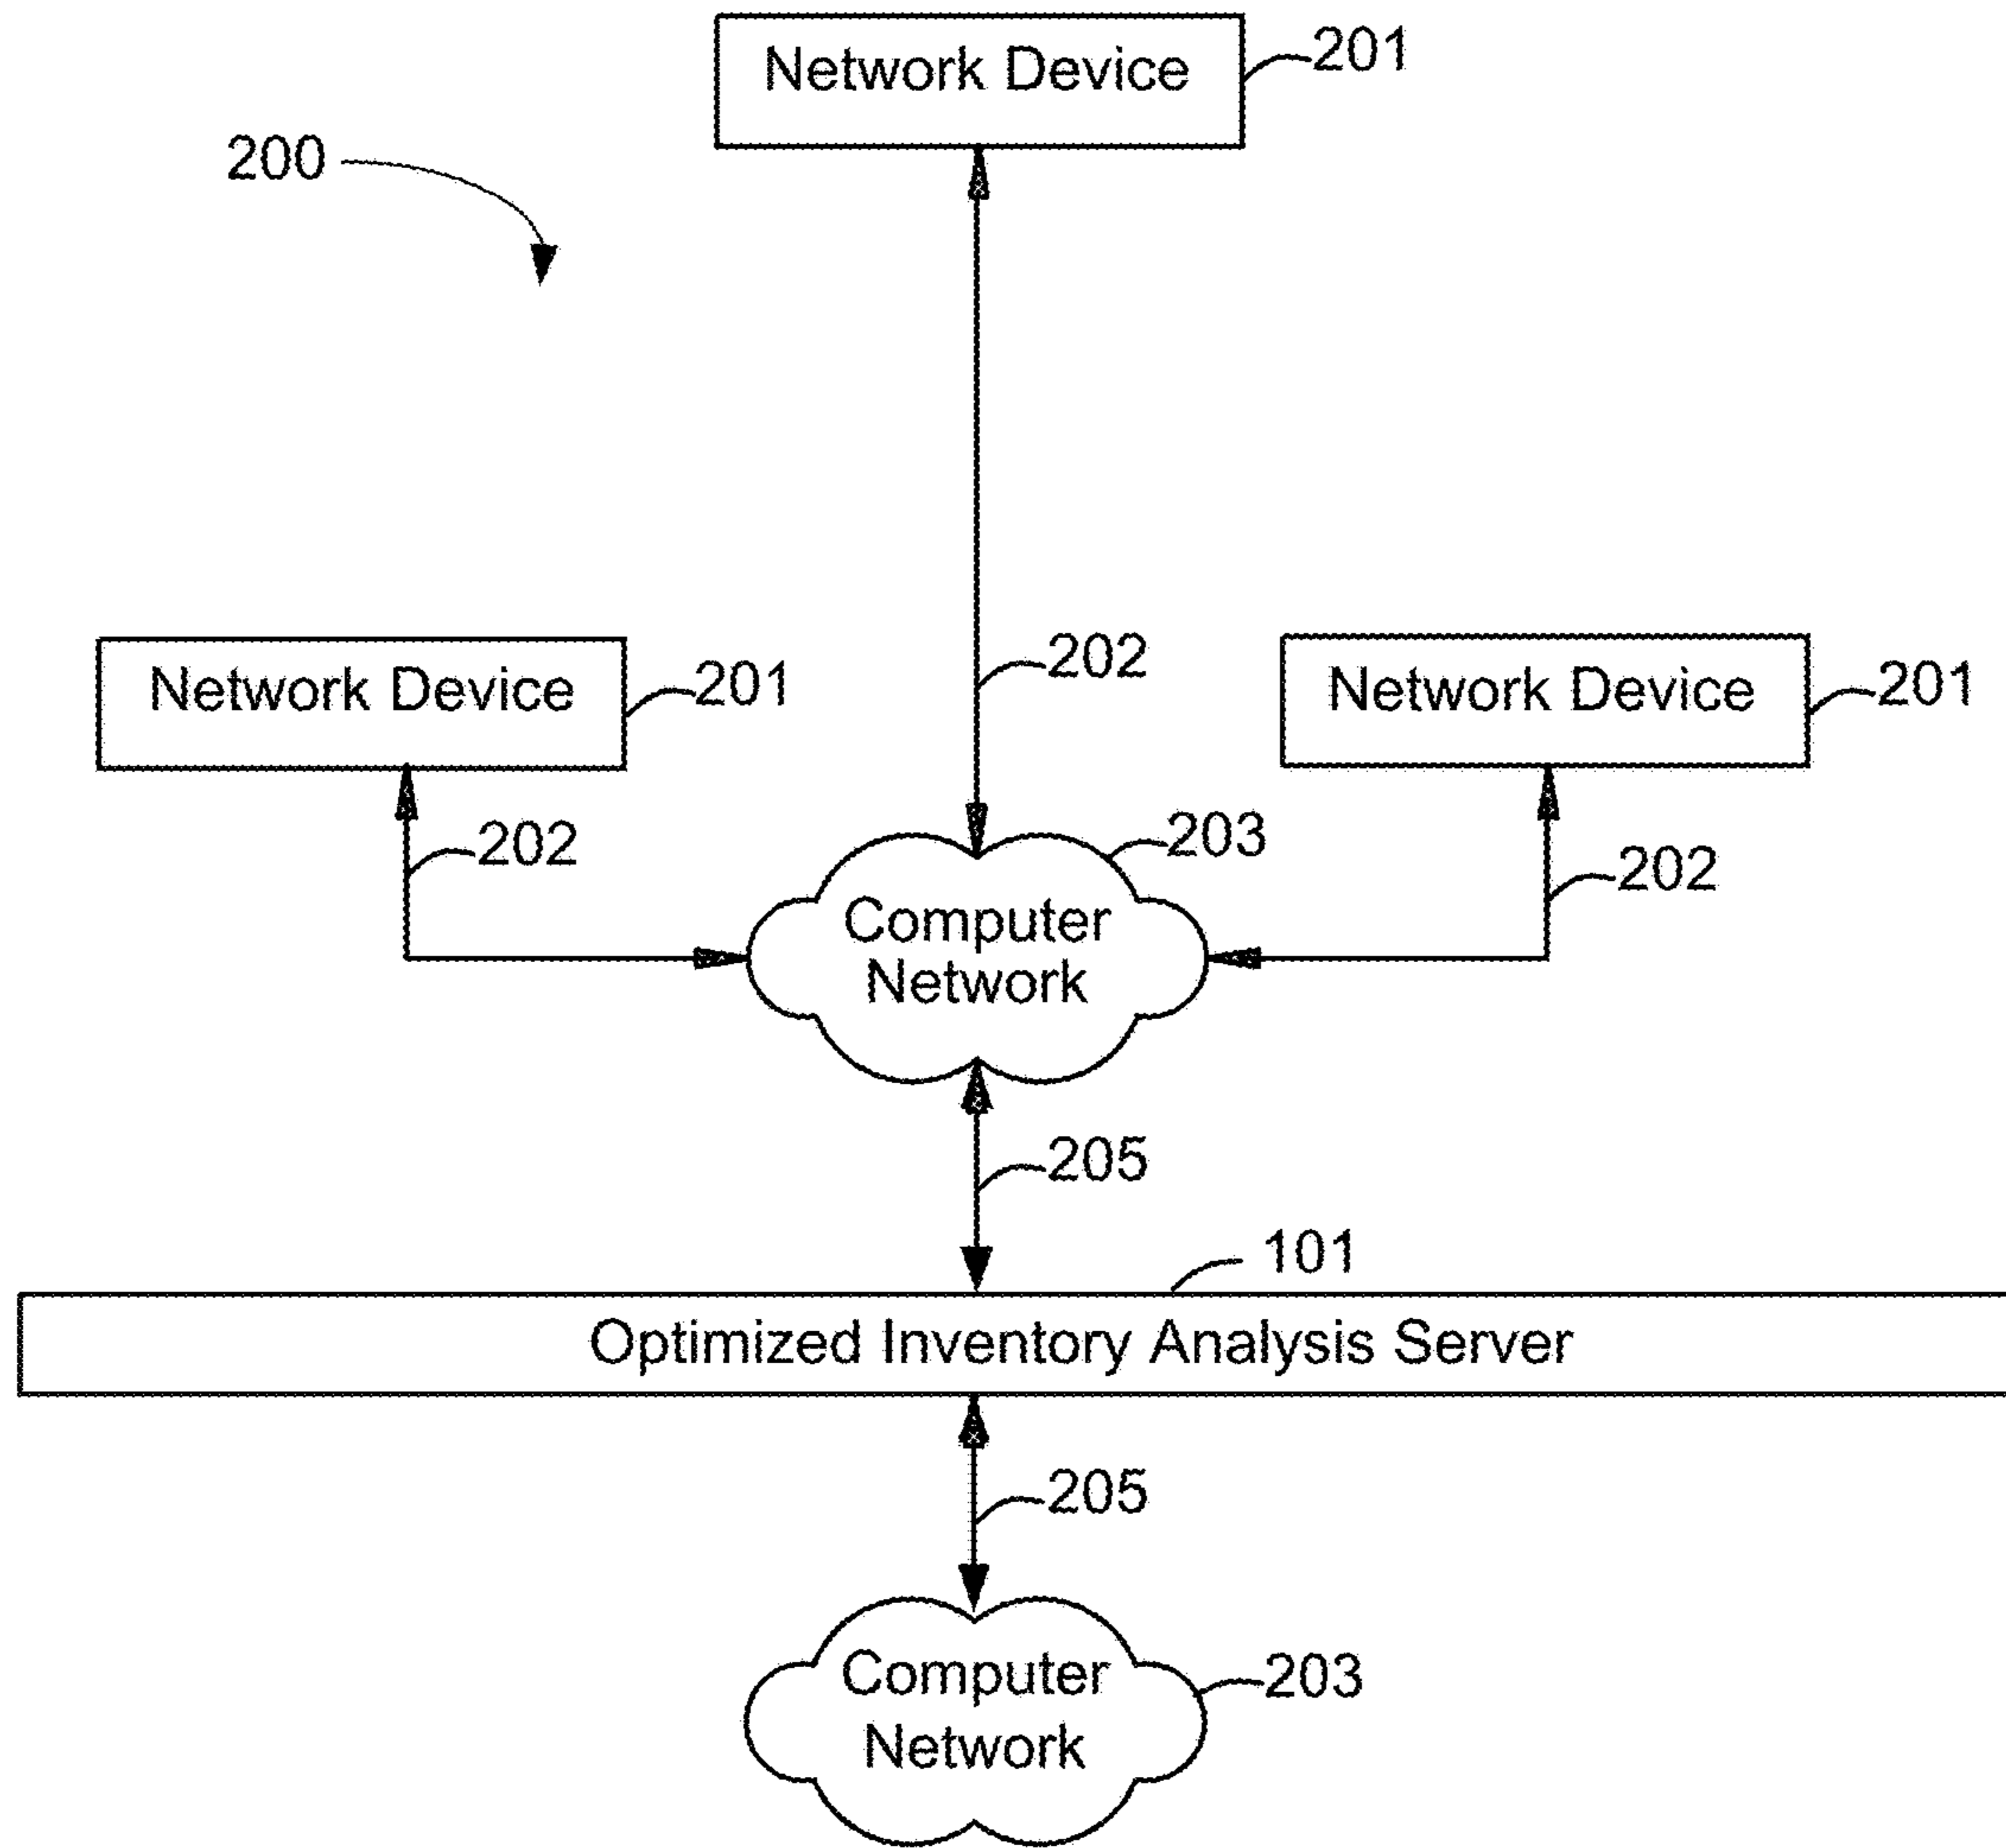 Network Device
201
200
202
Network Device
201
Network Device
201
202
203
202
Computer
Network
205
101
Optimized Inventory Analysis Server
205
Computer
Network
203